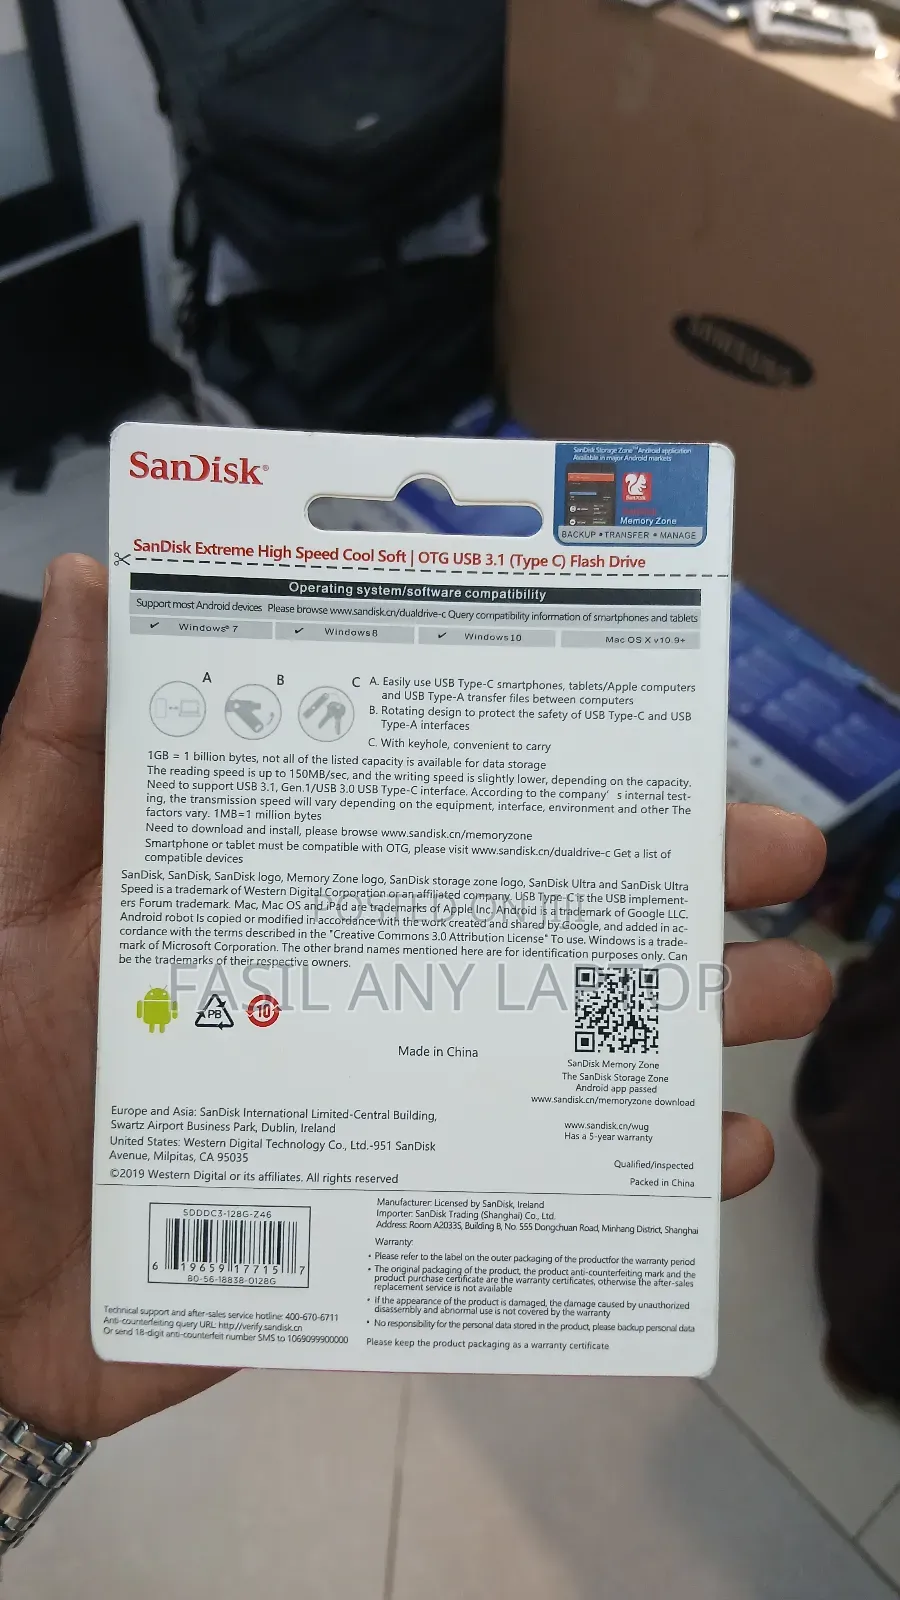 SanDisk®
SanDisk Storage Zone™ Android application
Available in major Android markets
Memory Zone
BACKUP • TRANSFER • MANAGE
SanDisk Extreme High Speed Cool Soft | OTG USB 3.1 (Type C) Flash Drive
Operating system/software compatibility
Support most Android devices Please browse www.sandisk.cn/dualdrive-c Query compatibility information of smartphones and tablets
✓ Windows® 7 ✓ Windows8 ✓ Windows10 Mac OS X v10.9+
A B C
A. Easily use USB Type-C smartphones, tablets/Apple computers
and USB Type-A transfer files between computers
B. Rotating design to protect the safety of USB Type-C and USB
Type-A interfaces
C. With keyhole, convenient to carry
1GB = 1 billion bytes, not all of the listed capacity is available for data storage
The reading speed is up to 150MB/sec, and the writing speed is slightly lower, depending on the capacity.
Need to support USB 3.1, Gen.1/USB 3.0 USB Type-C interface. According to the company' s internal test-
ing, the transmission speed will vary depending on the equipment, interface, environment and other The
factors vary. 1MB=1 million bytes
Need to download and install, please browse www.sandisk.cn/memoryzone
Smartphone or tablet must be compatible with OTG, please visit www.sandisk.cn/dualdrive-c Get a list of
compatible devices
SanDisk, SanDisk, SanDisk logo, Memory Zone logo, SanDisk storage zone logo, SanDisk Ultra and SanDisk Ultra
Speed is a trademark of Western Digital Corporation or an affiliated company, USB Type-C is the USB implement-
ers Forum trademark. Mac, Mac OS and iPad are trademarks of Apple Inc. Android is a trademark of Google LLC.
Android robot Is copied or modified in accordance with the work created and shared by Google, and added in ac-
cordance with the terms described in the "Creative Commons 3.0 Attribution License" To use. Windows is a trade-
mark of Microsoft Corporation. The other brand names mentioned here are for identification purposes only. Can
be the trademarks of their respective owners.
POSTED ON JIJI
FASIL ANY LAPTOP
PB
10
Made in China
SanDisk Memory Zone
The SanDisk Storage Zone
Android app passed
www.sandisk.cn/memoryzone download
www.sandisk.cn/wug
Has a 5-year warranty
Qualified/inspected
Packed in China
Europe and Asia: SanDisk International Limited-Central Building,
Swartz Airport Business Park, Dublin, Ireland
United States: Western Digital Technology Co., Ltd.-951 SanDisk
Avenue, Milpitas, CA 95035
©2019 Western Digital or its affiliates. All rights reserved
SDDDC3-128G-Z46
6 19659 17715 7
80-56-18838-0128G
Technical support and after-sales service hotline: 400-670-6711
Anti-counterfeiting query URL: http://verify.sandisk.cn
Or send 18-digit anti-counterfeit number SMS to 1069099900000
Manufacturer: Licensed by SanDisk, Ireland
Importer: SanDisk Trading (Shanghai) Co., Ltd.
Address: Room A2033S, Building B, No. 555 Dongchuan Road, Minhang District, Shanghai
Warranty:
• Please refer to the label on the outer packaging of the productfor the warranty period
• The original packaging of the product, the product anti-counterfeiting mark and the
product purchase certificate are the warranty certificates, otherwise the after-sales
replacement service is not available
• If the appearance of the product is damaged, the damage caused by unauthorized
disassembly and abnormal use is not covered by the warranty
• No responsibility for the personal data stored in the product, please backup personal data
Please keep the product packaging as a warranty certificate
SAMSUNG